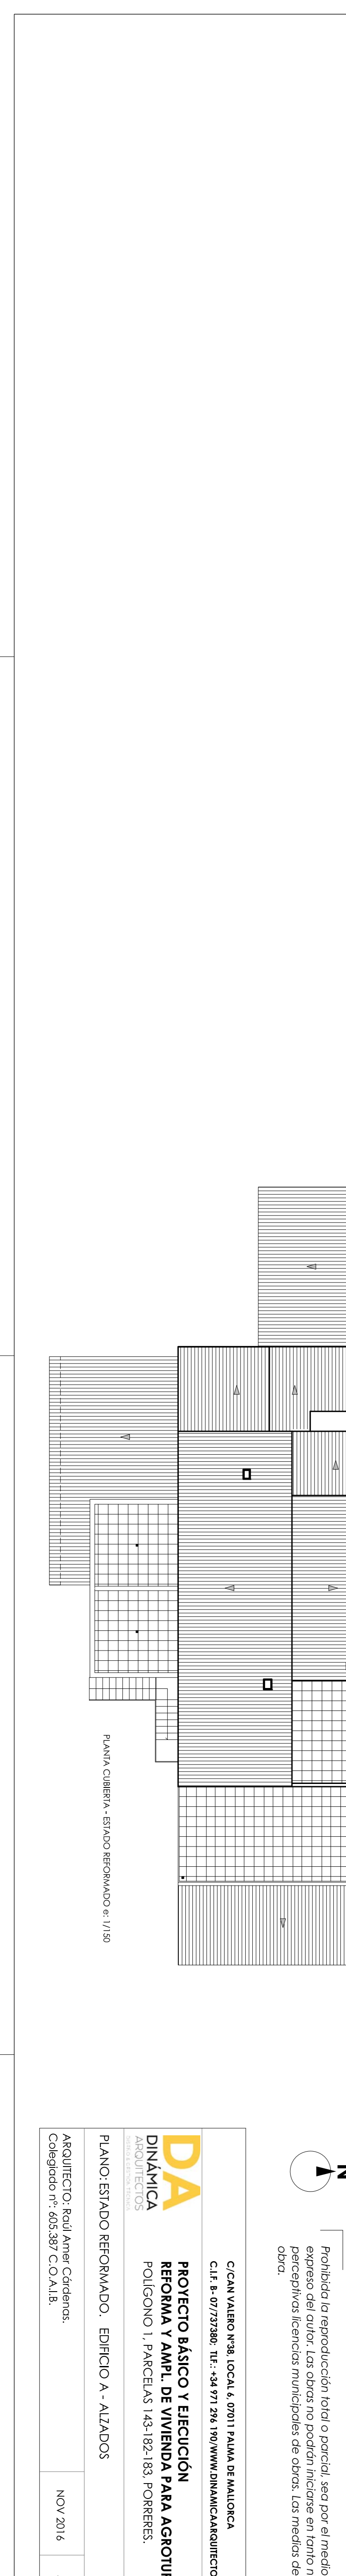 PLANTA CUBIERTA - ESTADO REFORMADO e: 1/150
N
Prohibida la reproducción total o parcial, sea por el medio
expreso del autor. Las obras no podrán iniciarse en tanto n
perceptivas licencias municipales de obras. Las medias de
obra.
C/CAN VALERO Nº38, LOCAL 6, 07011 PALMA DE MALLORCA
C.I.F. B- 07/737380; TLF.: +34 971 296 190/WWW.DINAMICAARQUITECTO
DA
DINÁMICA
ARQUITECTOS
PROYECTO BÁSICO Y EJECUCIÓN
REFORMA Y AMPL. DE VIVIENDA PARA AGROTUR
POLÍGONO 1, PARCELAS 143-182-183, PORRERES.
PLANO: ESTADO REFORMADO. EDIFICIO A - ALZADOS
ARQUITECTO: Raúl Amer Cárdenas.
Colegiado nº: 605.387 C.O.A.I.B.
NOV 2016